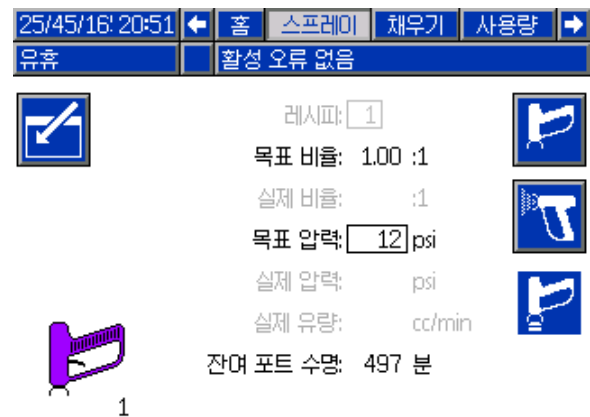 25/45/16! 20:51 홈 스프레이 채우기 사용량
유휴 활성 오류 없음
레시피: 1
목표 비율: 1.00 :1
실제 비율: :1
목표 압력: 12 psi
실제 압력: psi
실제 유량: cc/min
잔여 포트 수명: 497 분
1